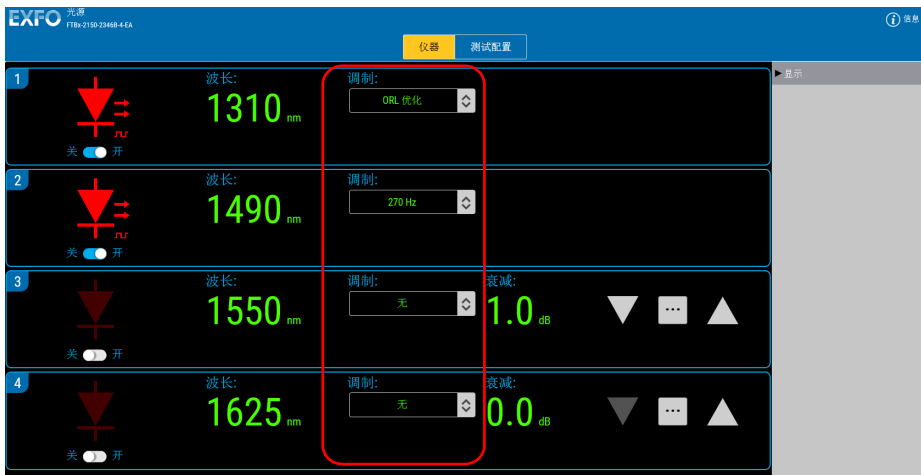 EXFO 光源
FTBx-2150-2346B-4-EA
信息
仪器 测试配置
显示
1 波长: 调制:
1310 nm ORL 优化
关 开
2 波长: 调制:
1490 nm 270 Hz
关 开
3 波长: 调制: 衰减:
1550 nm 无 1.0 dB
关 开
4 波长: 调制: 衰减:
1625 nm 无 0.0 dB
关 开